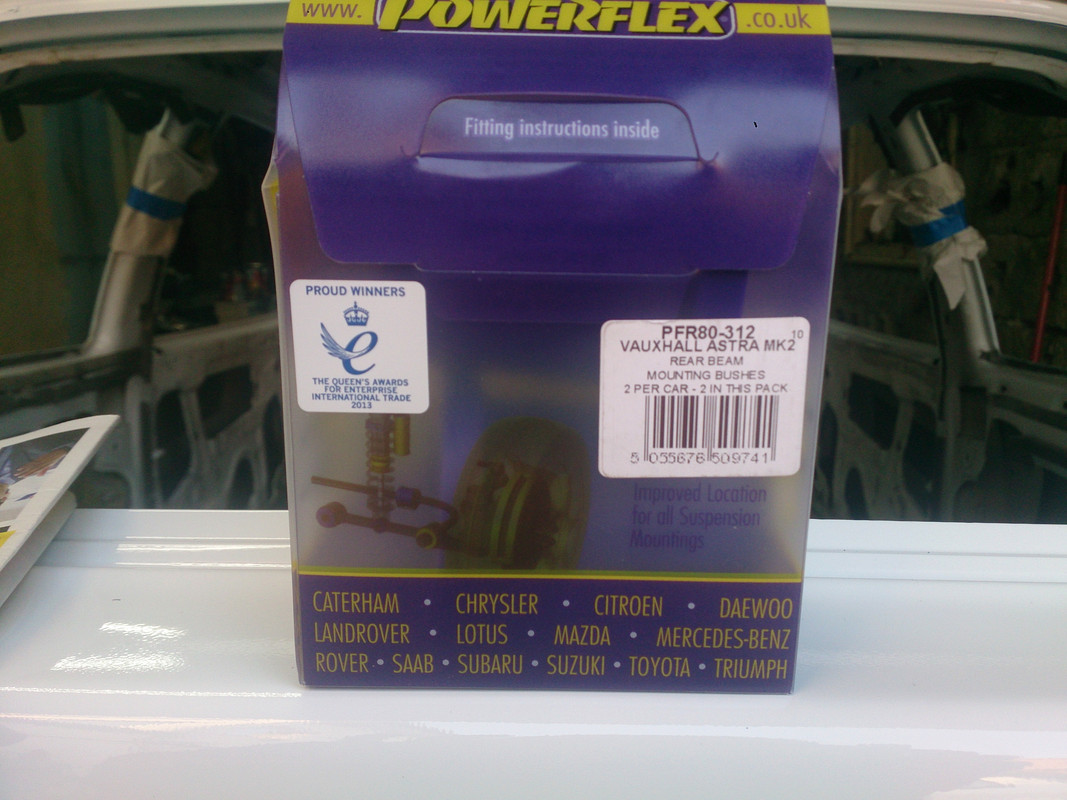 www. POWERFLEX .co.uk
Fitting instructions inside
PROUD WINNERS
e
THE QUEEN'S AWARDS
FOR ENTERPRISE
INTERNATIONAL TRADE
2013
PFR80-312 10
VAUXHALL ASTRA MK2
REAR BEAM
MOUNTING BUSHES
2 PER CAR - 2 IN THIS PACK
5 055676 509741
Improved Location
for all Suspension
Mountings
CATERHAM • CHRYSLER • CITROEN • DAEWOO
LANDROVER • LOTUS • MAZDA • MERCEDES-BENZ
ROVER • SAAB • SUBARU • SUZUKI • TOYOTA • TRIUMPH